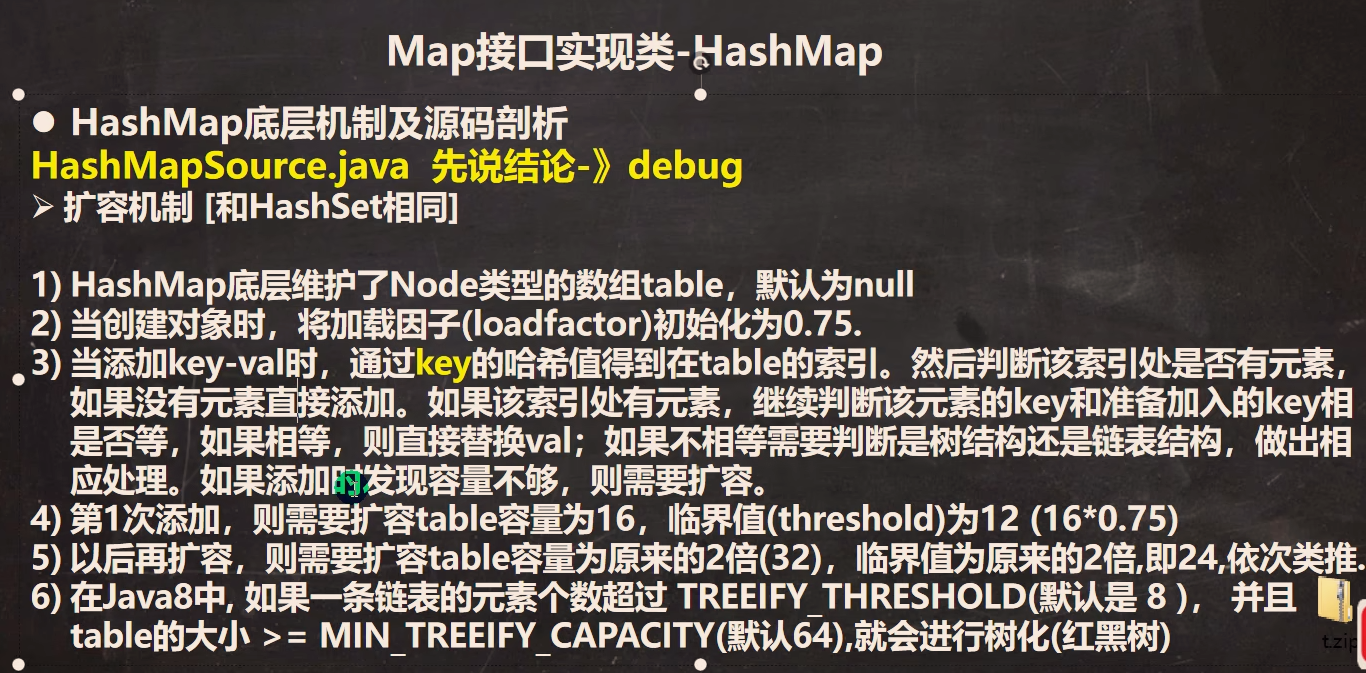 Map接口实现类-HashMap
● HashMap底层机制及源码剖析
HashMapSource.java 先说结论-》debug
➢ 扩容机制 [和HashSet相同]
1) HashMap底层维护了Node类型的数组table，默认为null
2) 当创建对象时，将加载因子(loadfactor)初始化为0.75.
3) 当添加key-val时，通过key的哈希值得到在table的索引。然后判断该索引处是否有元素，
如果没有元素直接添加。如果该索引处有元素，继续判断该元素的key和准备加入的key相
是否等，如果相等，则直接替换val；如果不相等需要判断是树结构还是链表结构，做出相
应处理。如果添加时发现容量不够，则需要扩容。
4) 第1次添加，则需要扩容table容量为16，临界值(threshold)为12 (16*0.75)
5) 以后再扩容，则需要扩容table容量为原来的2倍(32)，临界值为原来的2倍,即24,依次类推.
6) 在Java8中, 如果一条链表的元素个数超过 TREEIFY_THRESHOLD(默认是 8 )， 并且
table的大小 >= MIN_TREEIFY_CAPACITY(默认64),就会进行树化(红黑树)
t.zip